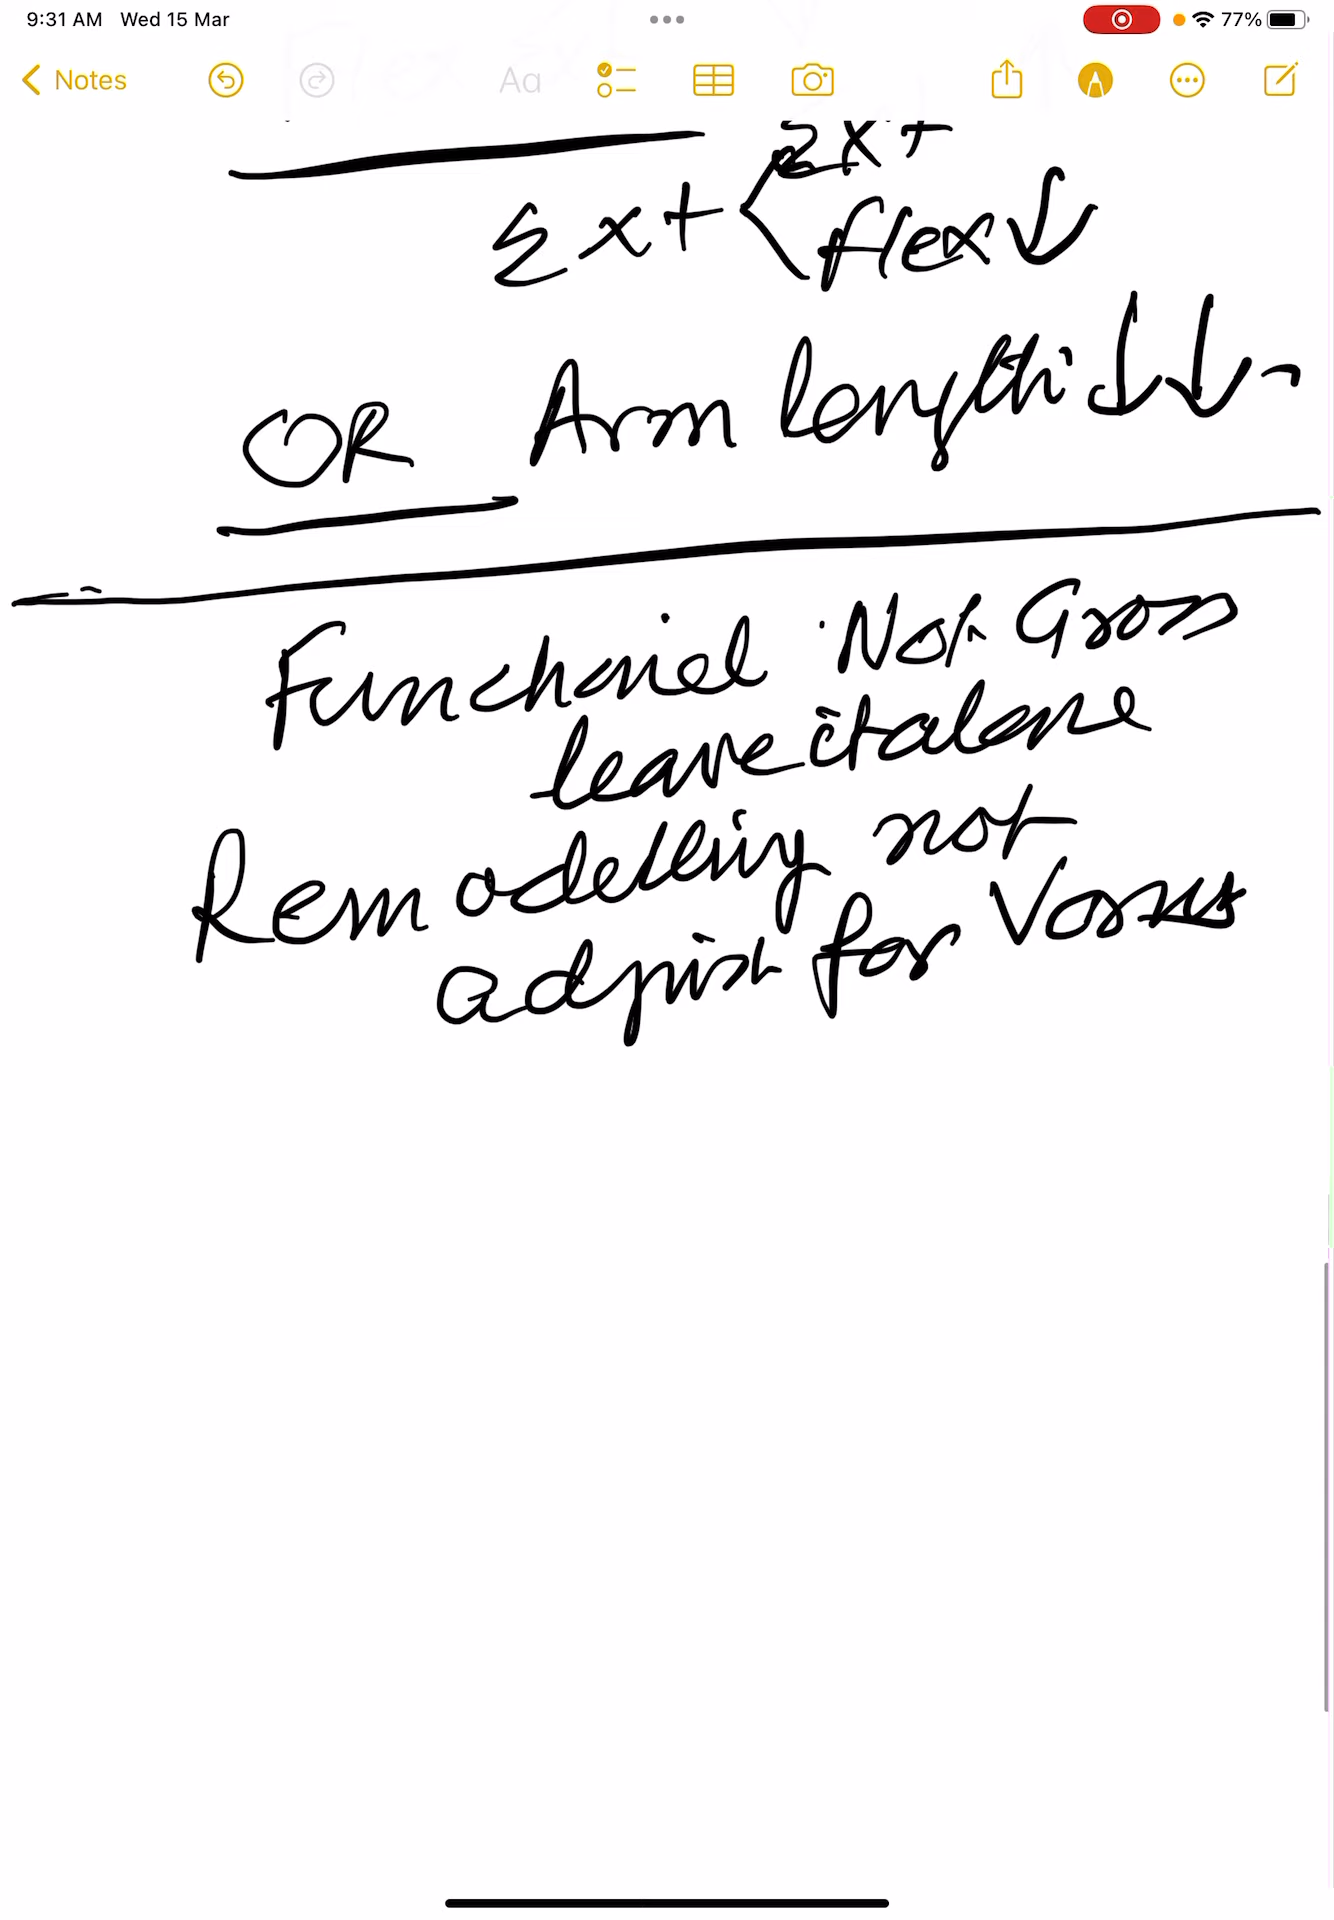 9:31 AM Wed 15 Mar
77%
Notes
Aa
Ext
Ext
flex ↓
OR Arm length ↓↓
Functional Not Gross
leave it alone
Remodelling not
adjust for Varus